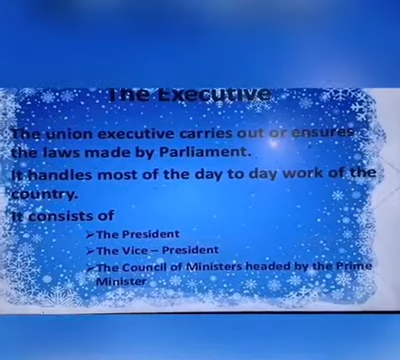 The Executive
The union executive carries out or ensures
the laws made by Parliament.
It handles most of the day to day work of the
country.
It consists of
➢The President
➢The Vice – President
➢The Council of Ministers headed by the Prime
Minister